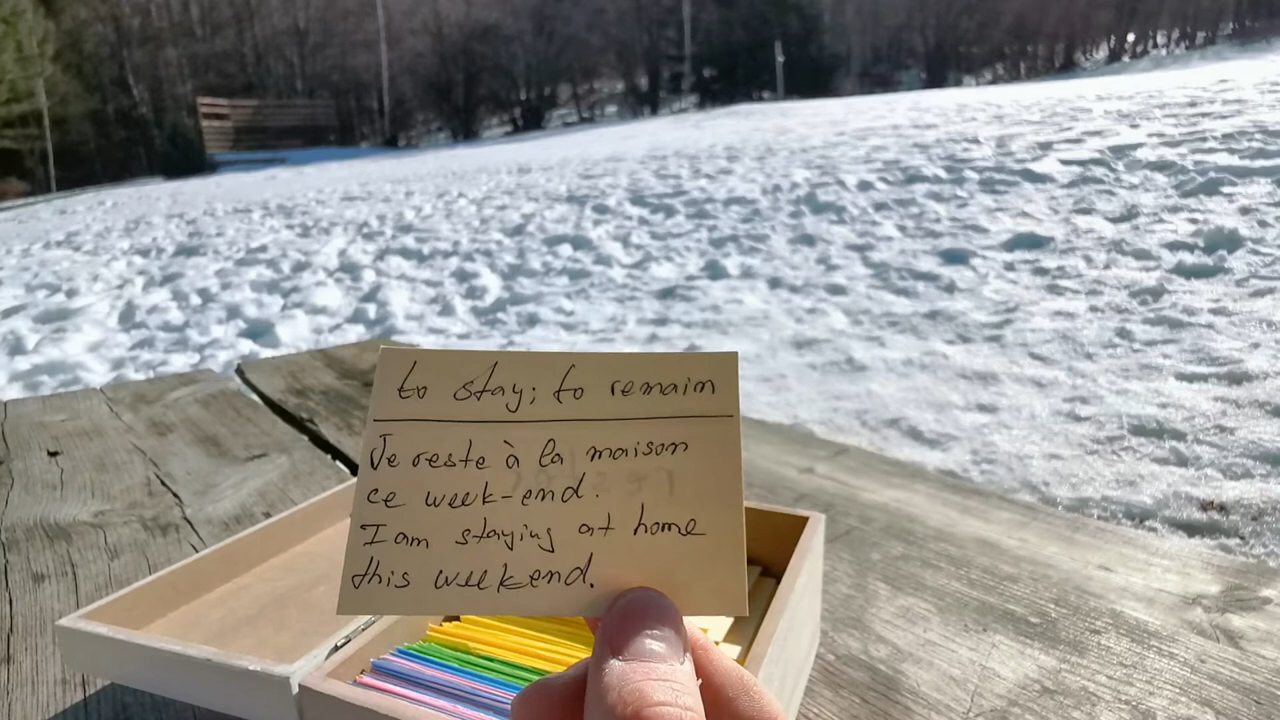 to stay; to remain
Je reste à la maison
ce week-end.
I am staying at home
this weekend.